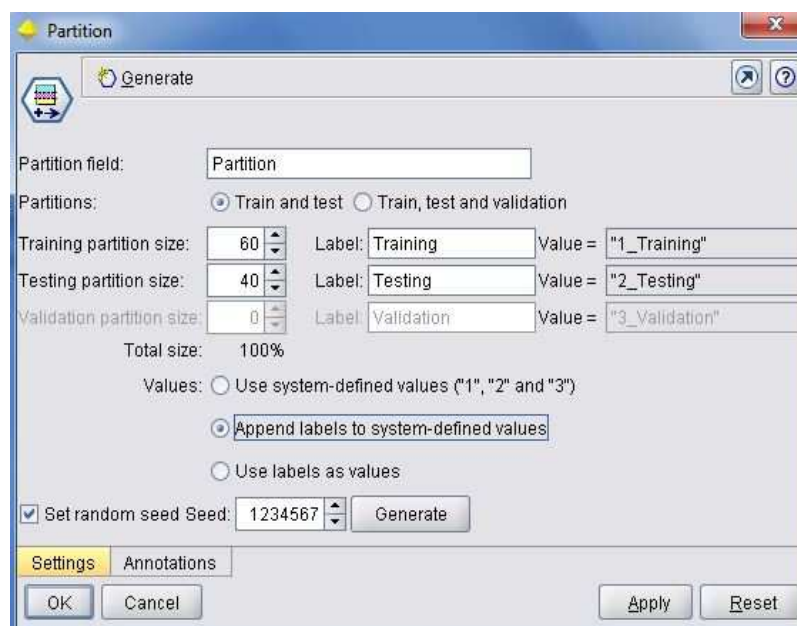 Partition
Generate
Partition field: Partition
Partitions: Train and test Train, test and validation
Training partition size: 60 Label: Training Value = "1_Training"
Testing partition size: 40 Label: Testing Value = "2_Testing"
Validation partition size: 0 Label: Validation Value = "3_Validation"
Total size: 100%
Values: Use system-defined values ("1", "2" and "3")
Append labels to system-defined values
Use labels as values
Set random seed Seed: 1234567 Generate
Settings Annotations
OK Cancel Apply Reset